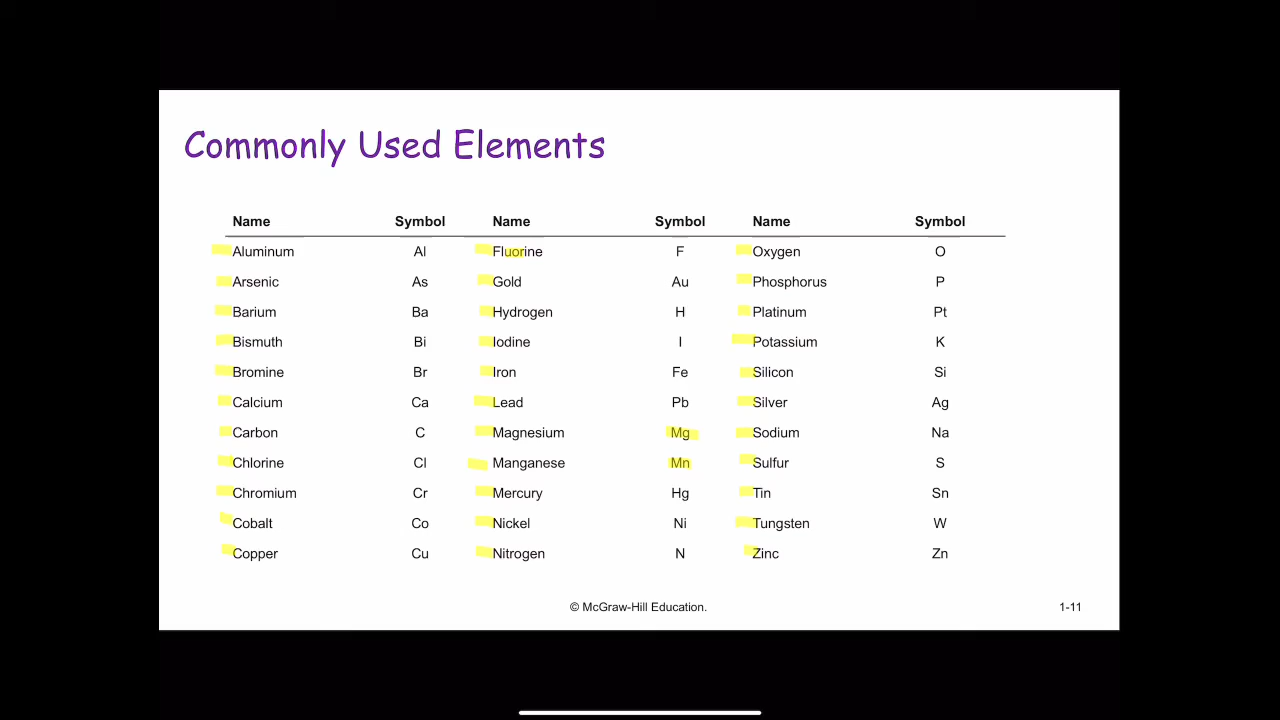 Commonly Used Elements
Name Symbol Name Symbol Name Symbol
Aluminum Al Fluorine F Oxygen O
Arsenic As Gold Au Phosphorus P
Barium Ba Hydrogen H Platinum Pt
Bismuth Bi Iodine I Potassium K
Bromine Br Iron Fe Silicon Si
Calcium Ca Lead Pb Silver Ag
Carbon C Magnesium Mg Sodium Na
Chlorine Cl Manganese Mn Sulfur S
Chromium Cr Mercury Hg Tin Sn
Cobalt Co Nickel Ni Tungsten W
Copper Cu Nitrogen N Zinc Zn
© McGraw-Hill Education. 1-11